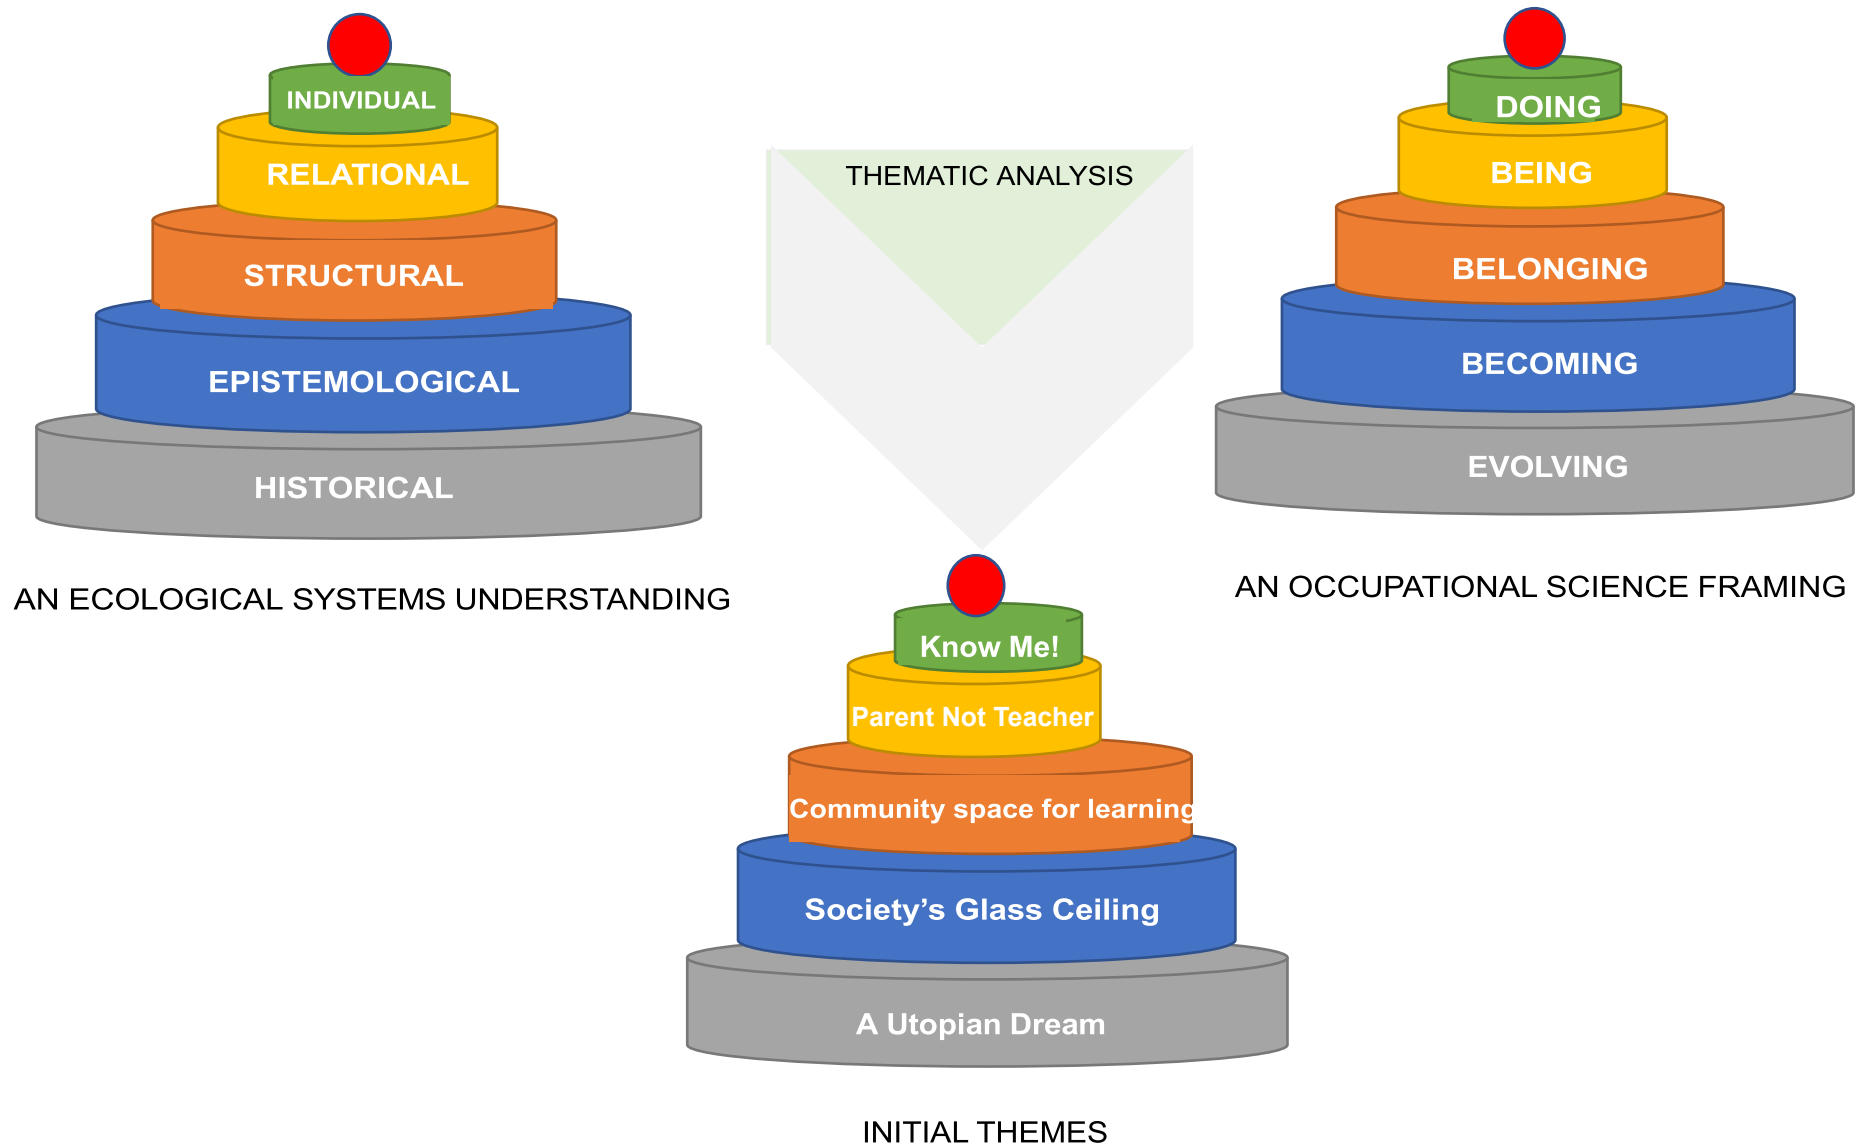 INDIVIDUAL
RELATIONAL
STRUCTURAL
EPISTEMOLOGICAL
HISTORICAL
AN ECOLOGICAL SYSTEMS UNDERSTANDING
THEMATIC ANALYSIS
DOING
BEING
BELONGING
BECOMING
EVOLVING
AN OCCUPATIONAL SCIENCE FRAMING
Know Me!
Parent Not Teacher
Community space for learning
Society’s Glass Ceiling
A Utopian Dream
INITIAL THEMES